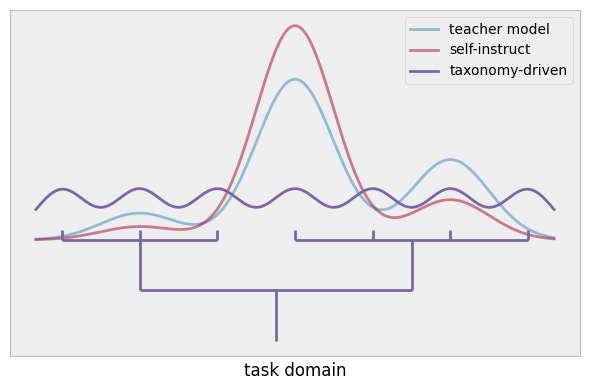 teacher model
self-instruct
taxonomy-driven
task domain